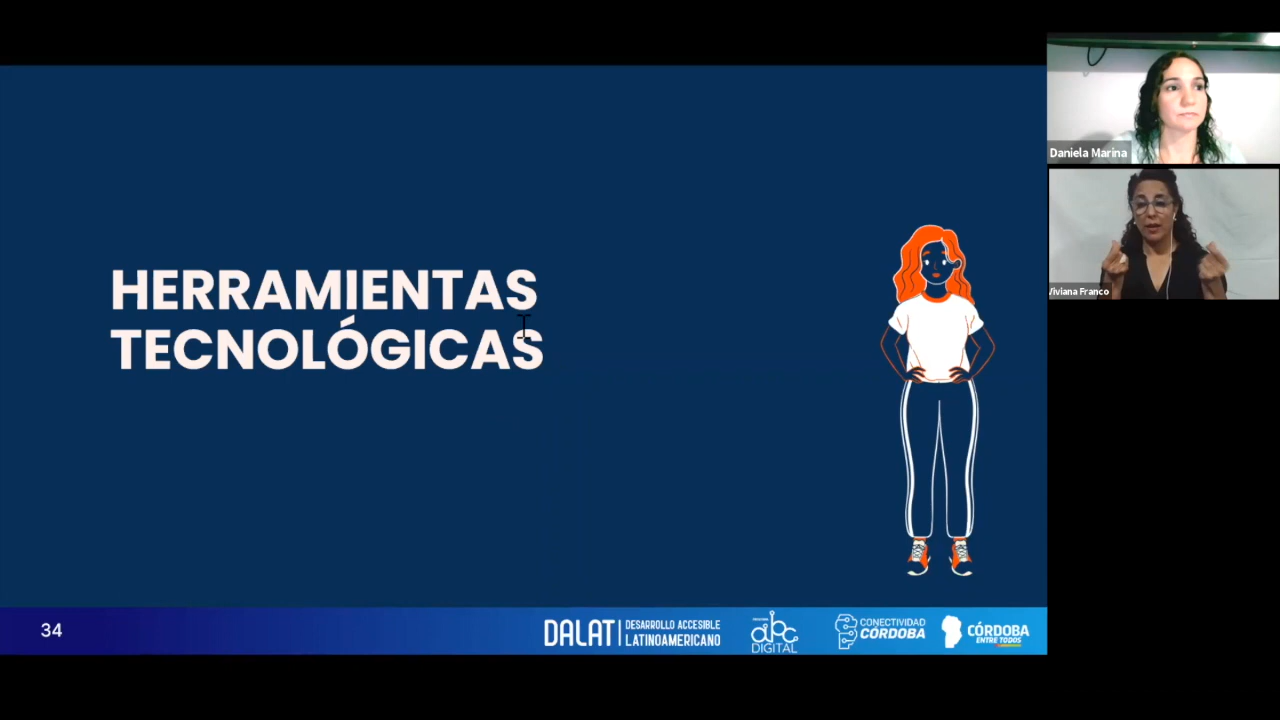 HERRAMIENTAS
TECNOLÓGICAS
34
DALAT
DESARROLLO ACCESIBLE
LATINOAMERICANO
abc
DIGITAL
CONECTIVIDAD
CÓRDOBA
CÓRDOBA
ENTRE TODOS
Daniela Marina
Viviana Franco